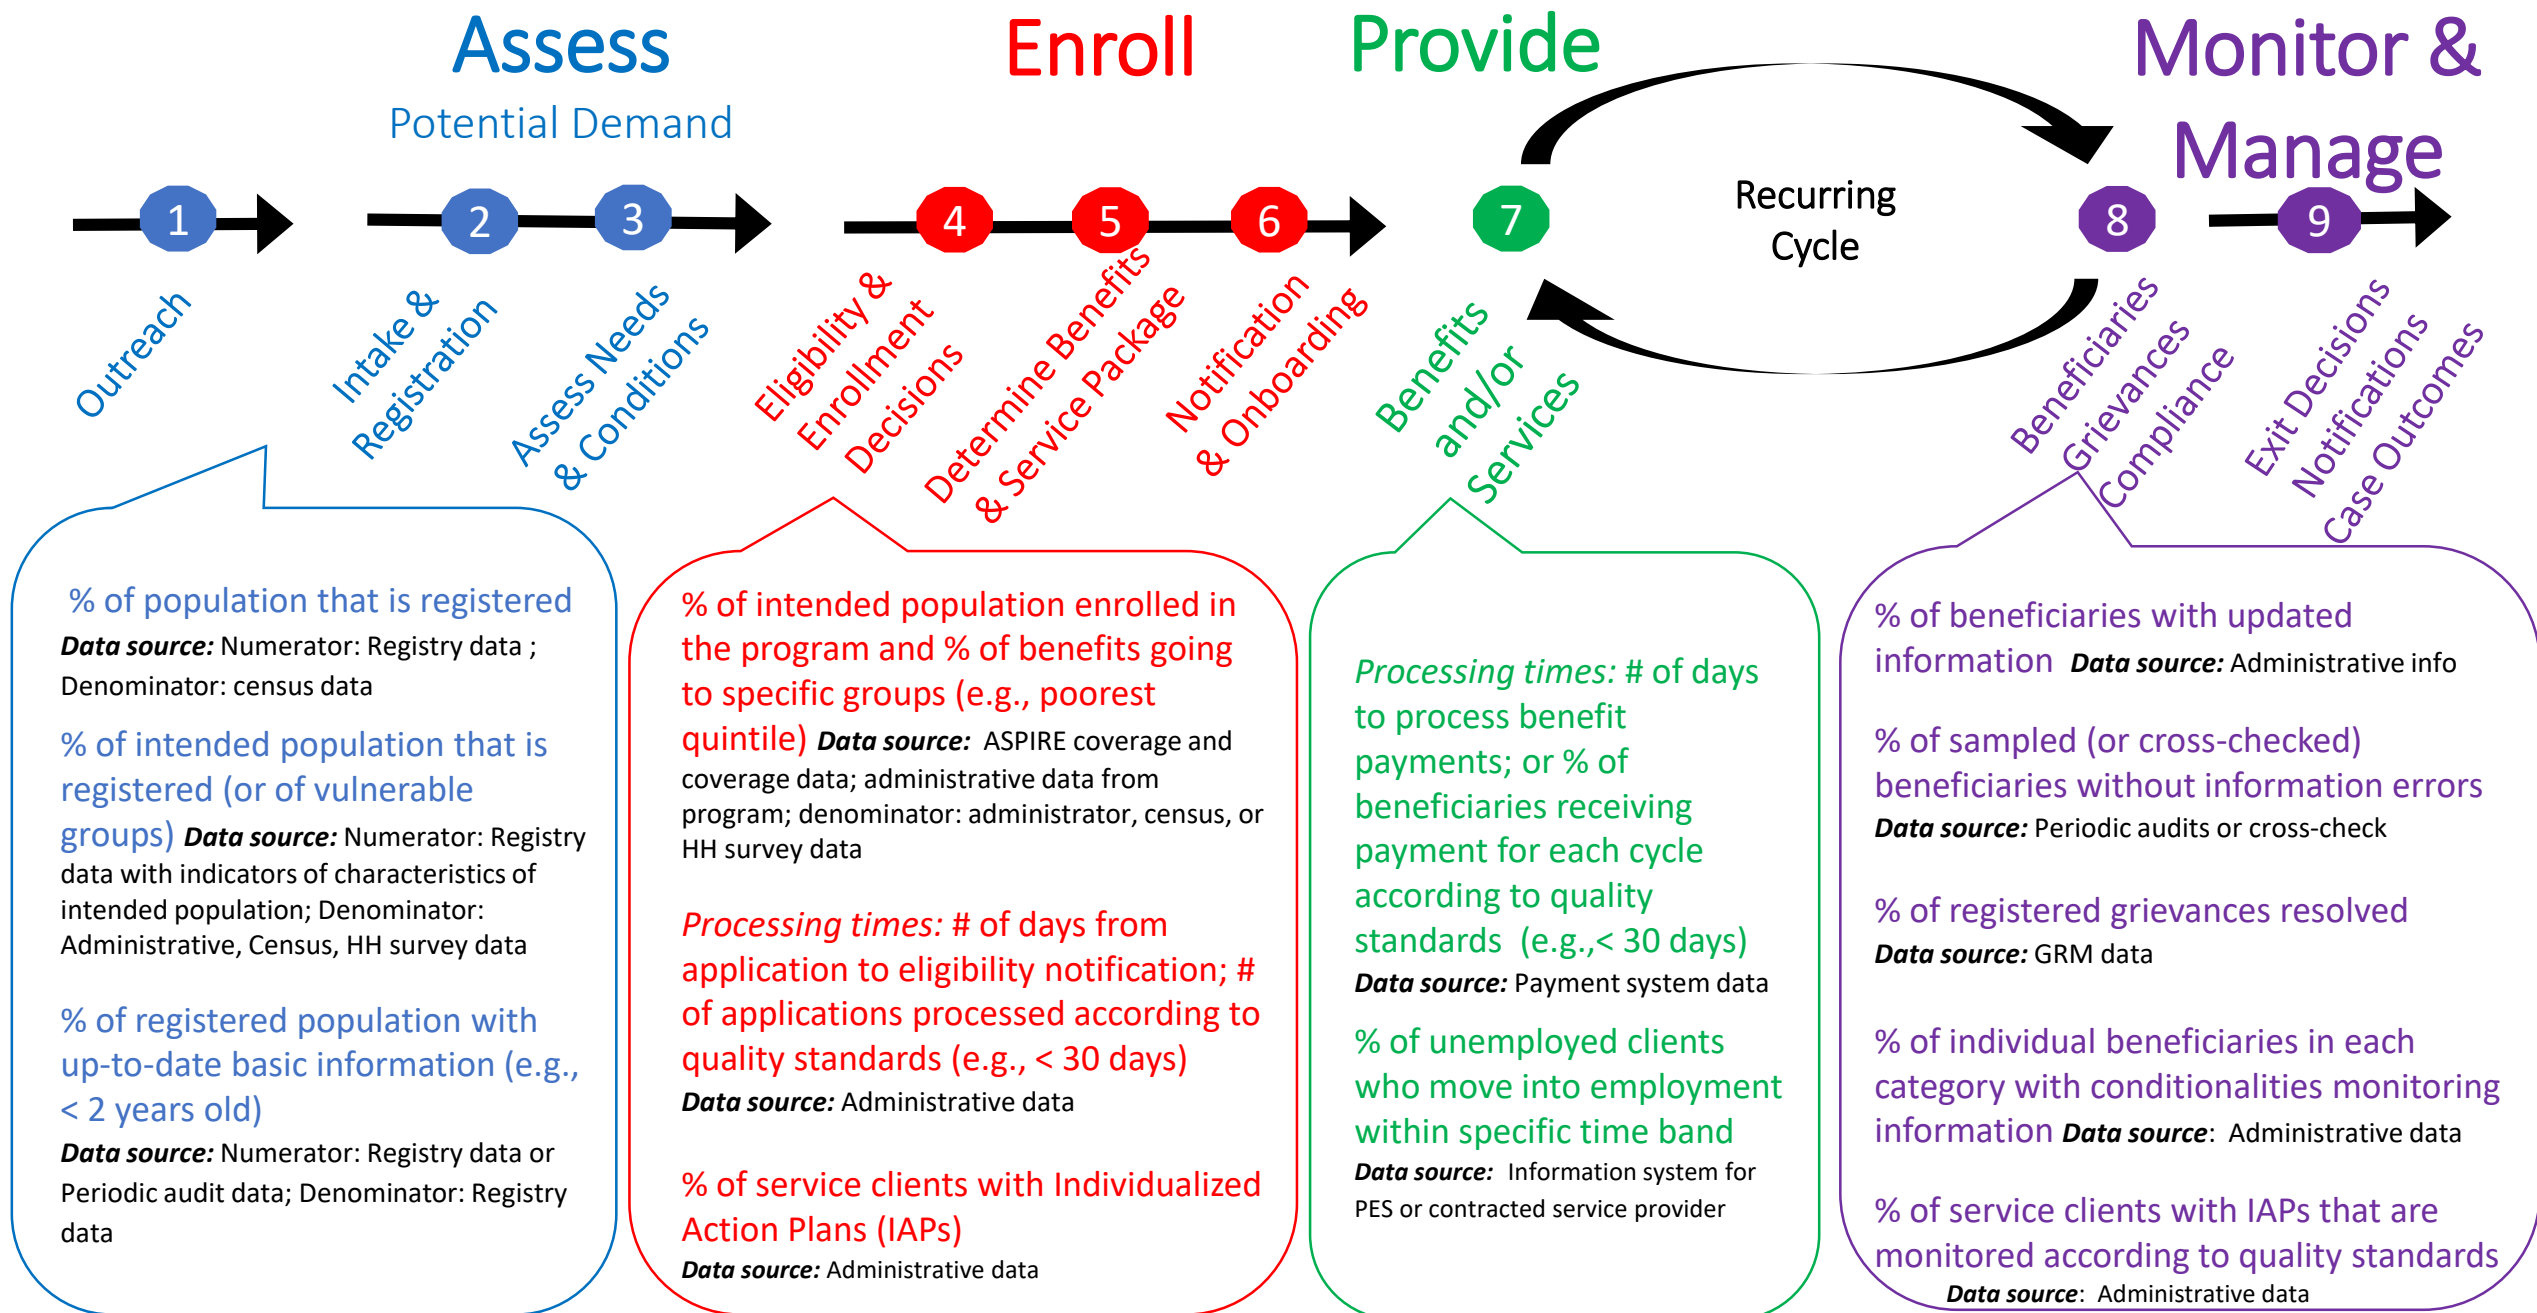 Assess
Potential Demand
Enroll
Provide
Monitor &
Manage
1
2
3
4
5
6
7
Recurring
Cycle
8
9
Outreach
Intake &
Registration
Assess Needs
& Conditions
Eligibility &
Enrollment
Decisions
Determine Benefits
& Service Package
Notification
& Onboarding
Benefits
and/or
Services
Beneficiaries
Grievances
Compliance
Exit Decisions
Notifications
Case Outcomes
% of population that is registered
Data source: Numerator: Registry data ;
Denominator: census data
% of intended population that is
registered (or of vulnerable
groups) Data source: Numerator: Registry
data with indicators of characteristics of
intended population; Denominator:
Administrative, Census, HH survey data
% of registered population with
up-to-date basic information (e.g.,
< 2 years old)
Data source: Numerator: Registry data or
Periodic audit data; Denominator: Registry
data
% of intended population enrolled in
the program and % of benefits going
to specific groups (e.g., poorest
quintile) Data source: ASPIRE coverage and
coverage data; administrative data from
program; denominator: administrator, census, or
HH survey data
Processing times: # of days from
application to eligibility notification; #
of applications processed according to
quality standards (e.g., < 30 days)
Data source: Administrative data
% of service clients with Individualized
Action Plans (IAPs)
Data source: Administrative data
Processing times: # of days
to process benefit
payments; or % of
beneficiaries receiving
payment for each cycle
according to quality
standards (e.g.,< 30 days)
Data source: Payment system data
% of unemployed clients
who move into employment
within specific time band
Data source: Information system for
PES or contracted service provider
% of beneficiaries with updated
information Data source: Administrative info
% of sampled (or cross-checked)
beneficiaries without information errors
Data source: Periodic audits or cross-check
% of registered grievances resolved
Data source: GRM data
% of individual beneficiaries in each
category with conditionalities monitoring
information Data source: Administrative data
% of service clients with IAPs that are
monitored according to quality standards
Data source: Administrative data